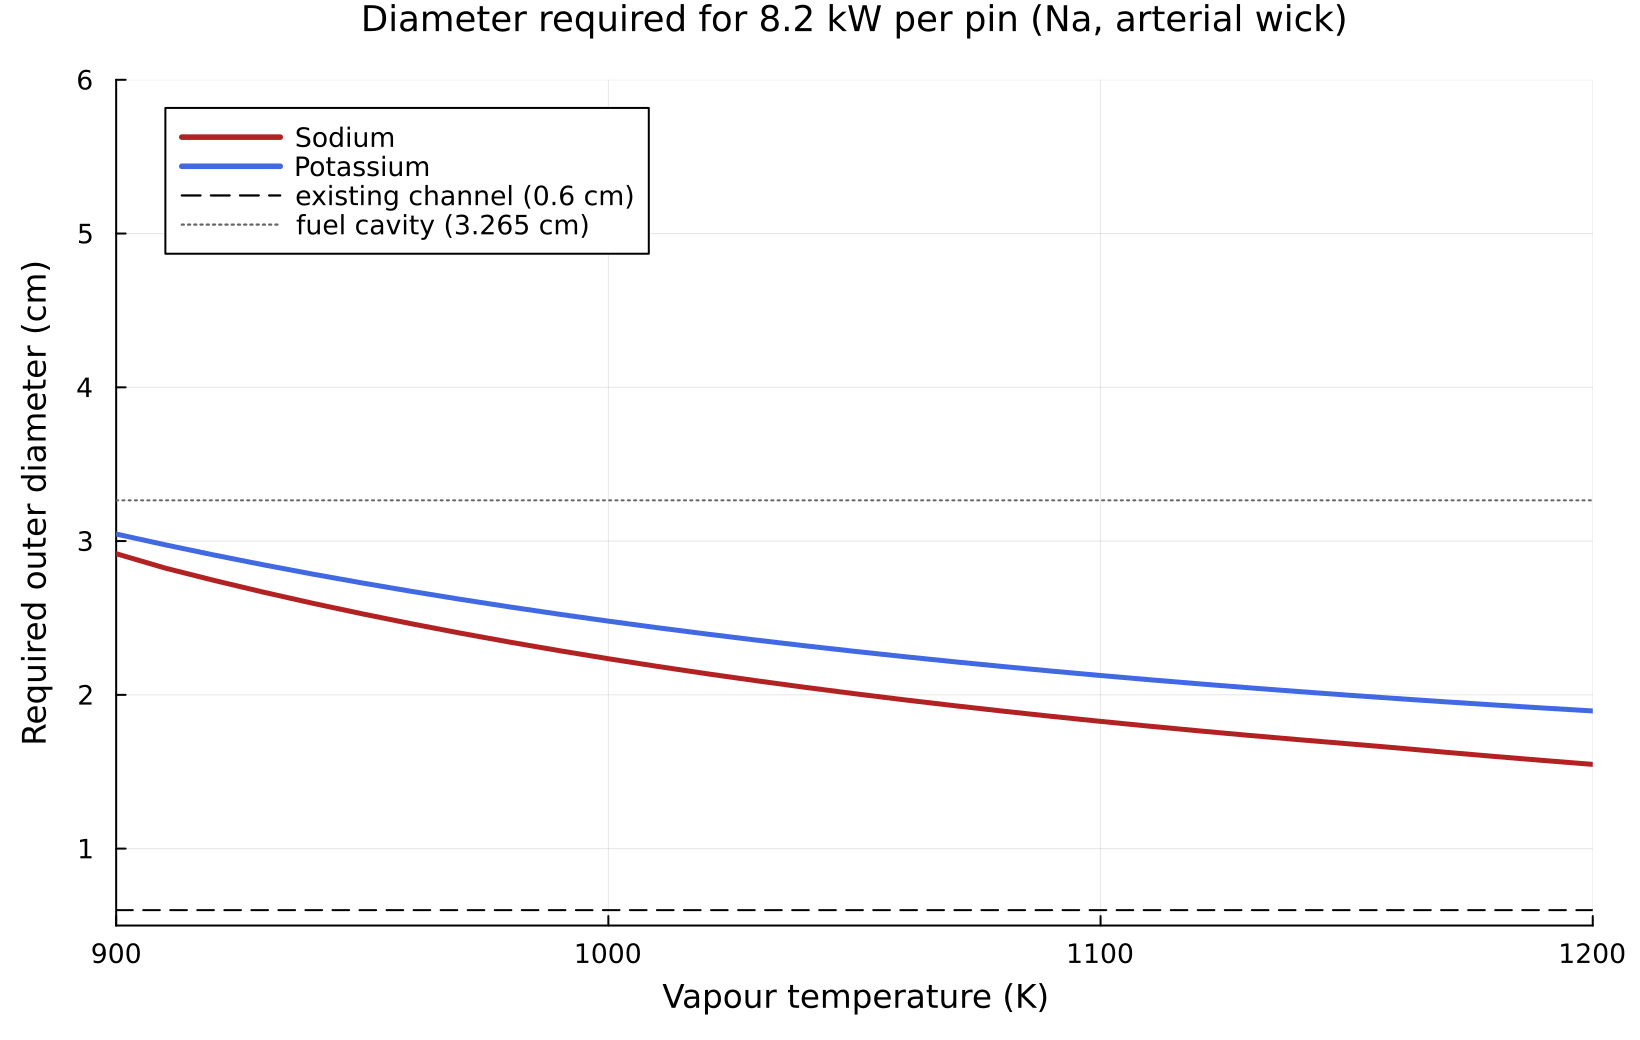 Diameter required for 8.2 kW per pin (Na, arterial wick)
6
5
4
3
2
1
Required outer diameter (cm)
Sodium
Potassium
existing channel (0.6 cm)
fuel cavity (3.265 cm)
900
1000
1100
1200
Vapour temperature (K)